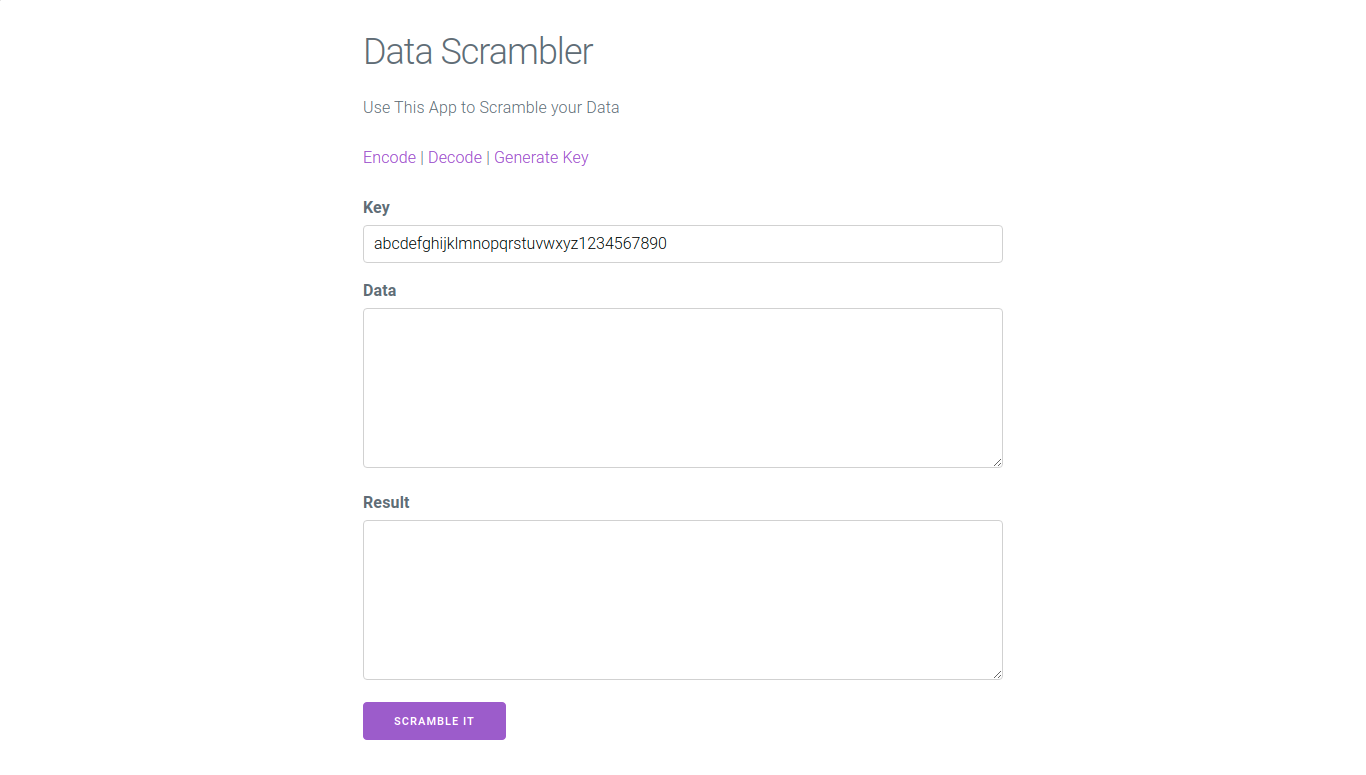 Data Scrambler
Use This App to Scramble your Data
Encode | Decode | Generate Key
Key
abcdefghijklmnopqrstuvwxyz1234567890
Data
Result
SCRAMBLE IT